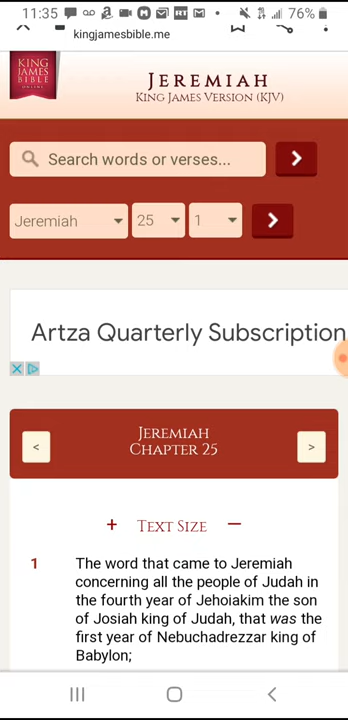 11:35
76%
kingjamesbible.me
KING
JAMES
BIBLE
ONLINE
JEREMIAH
KING JAMES VERSION (KJV)
Search words or verses...
Jeremiah 25 1
Artza Quarterly Subscription
JEREMIAH
CHAPTER 25
< >
+ TEXT SIZE —
1 The word that came to Jeremiah
concerning all the people of Judah in
the fourth year of Jehoiakim the son
of Josiah king of Judah, that was the
first year of Nebuchadrezzar king of
Babylon;